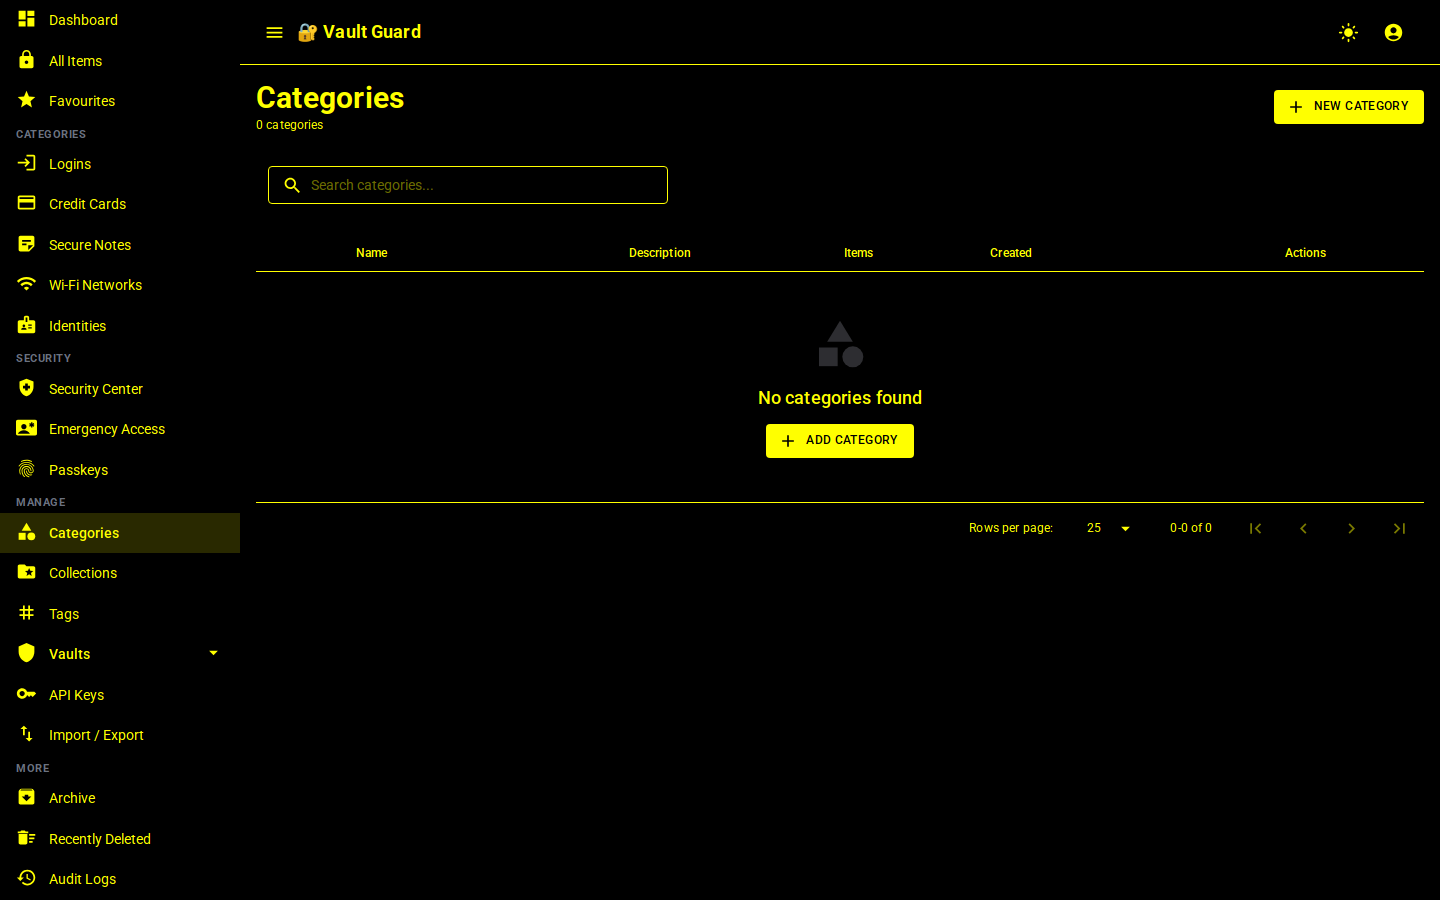 Dashboard
All Items
Favourites
CATEGORIES
Logins
Credit Cards
Secure Notes
Wi-Fi Networks
Identities
SECURITY
Security Center
Emergency Access
Passkeys
MANAGE
Categories
Collections
Tags
Vaults
API Keys
Import / Export
MORE
Archive
Recently Deleted
Audit Logs
🔐 Vault Guard
Categories
0 categories
NEW CATEGORY
Search categories...
Name Description Items Created Actions
No categories found
ADD CATEGORY
Rows per page: 25 0-0 of 0